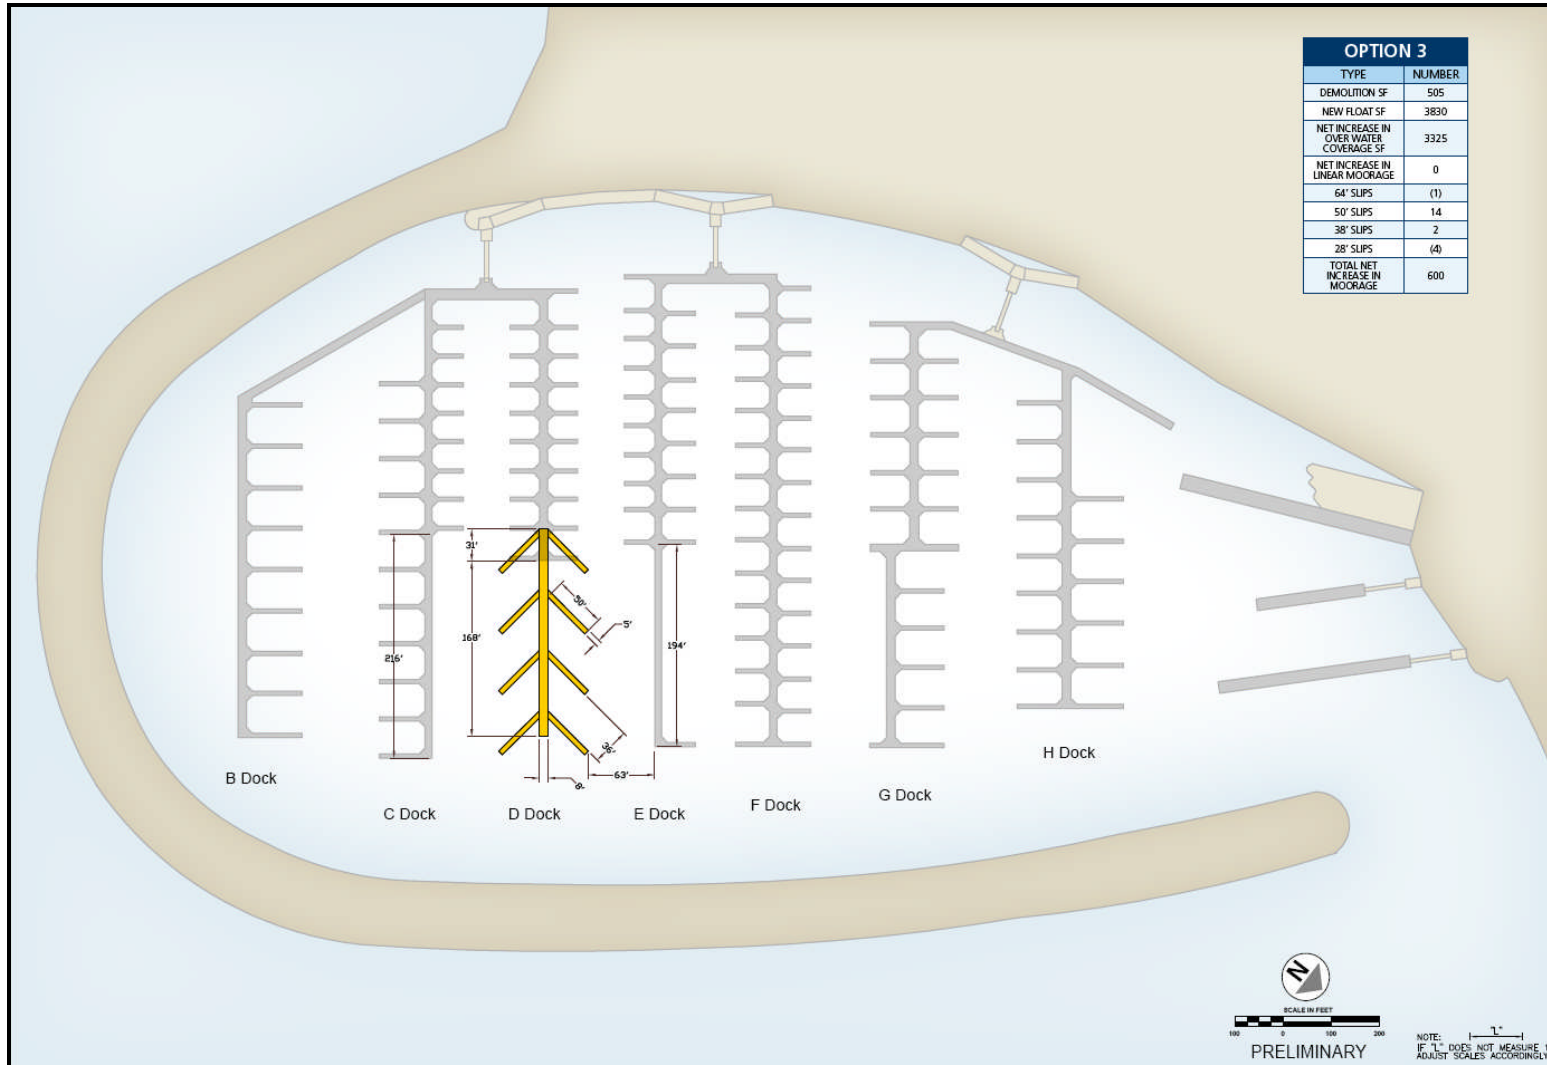 OPTION 3
TYPE NUMBER
DEMOLITION SF 505
NEW FLOAT SF 3830
NET INCREASE IN
OVER WATER
COVERAGE SF
3325
NET INCREASE IN
LINEAR MOORAGE
0
64' SLIPS (1)
50' SLIPS 14
38' SLIPS 2
28' SLIPS (4)
TOTAL NET
INCREASE IN
MOORAGE
600
31'
50'
5'
168'
194'
216'
36'
63'
8'
B Dock
C Dock
D Dock
E Dock
F Dock
G Dock
H Dock
N
SCALE IN FEET
100 0 100 200
PRELIMINARY
"L"
NOTE:
IF "L" DOES NOT MEASURE
ADJUST SCALES ACCORDINGLY